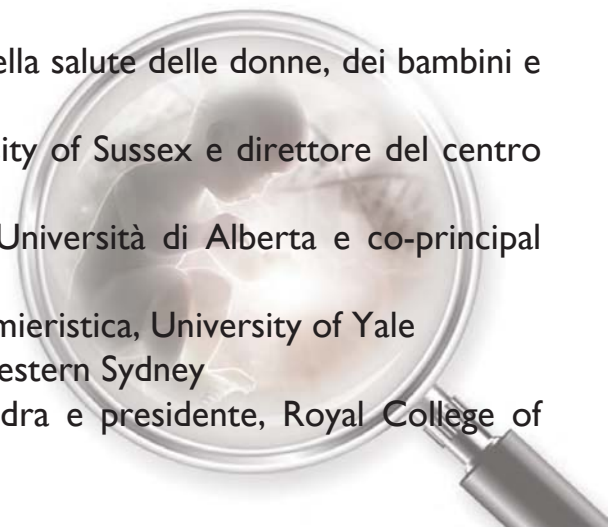 ella salute delle donne, dei bambini e
ity of Sussex e direttore del centro
Università di Alberta e co-principal
mieristica, University of Yale
estern Sydney
dra e presidente, Royal College of